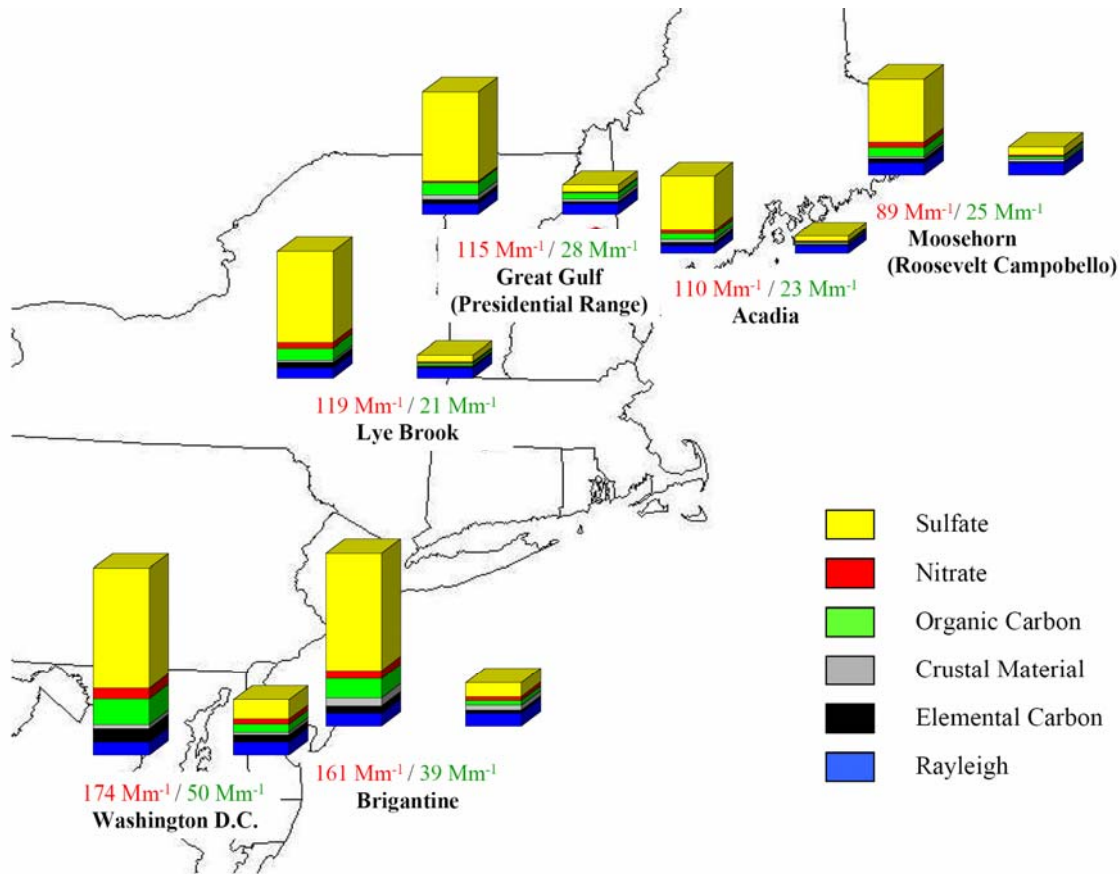 89 Mm⁻¹ / 25 Mm⁻¹
Moosehorn
(Roosevelt Campobello)
115 Mm⁻¹ / 28 Mm⁻¹
Great Gulf
(Presidential Range)
110 Mm⁻¹ / 23 Mm⁻¹
Acadia
119 Mm⁻¹ / 21 Mm⁻¹
Lye Brook
174 Mm⁻¹ / 50 Mm⁻¹
Washington D.C.
161 Mm⁻¹ / 39 Mm⁻¹
Brigantine
Sulfate
Nitrate
Organic Carbon
Crustal Material
Elemental Carbon
Rayleigh